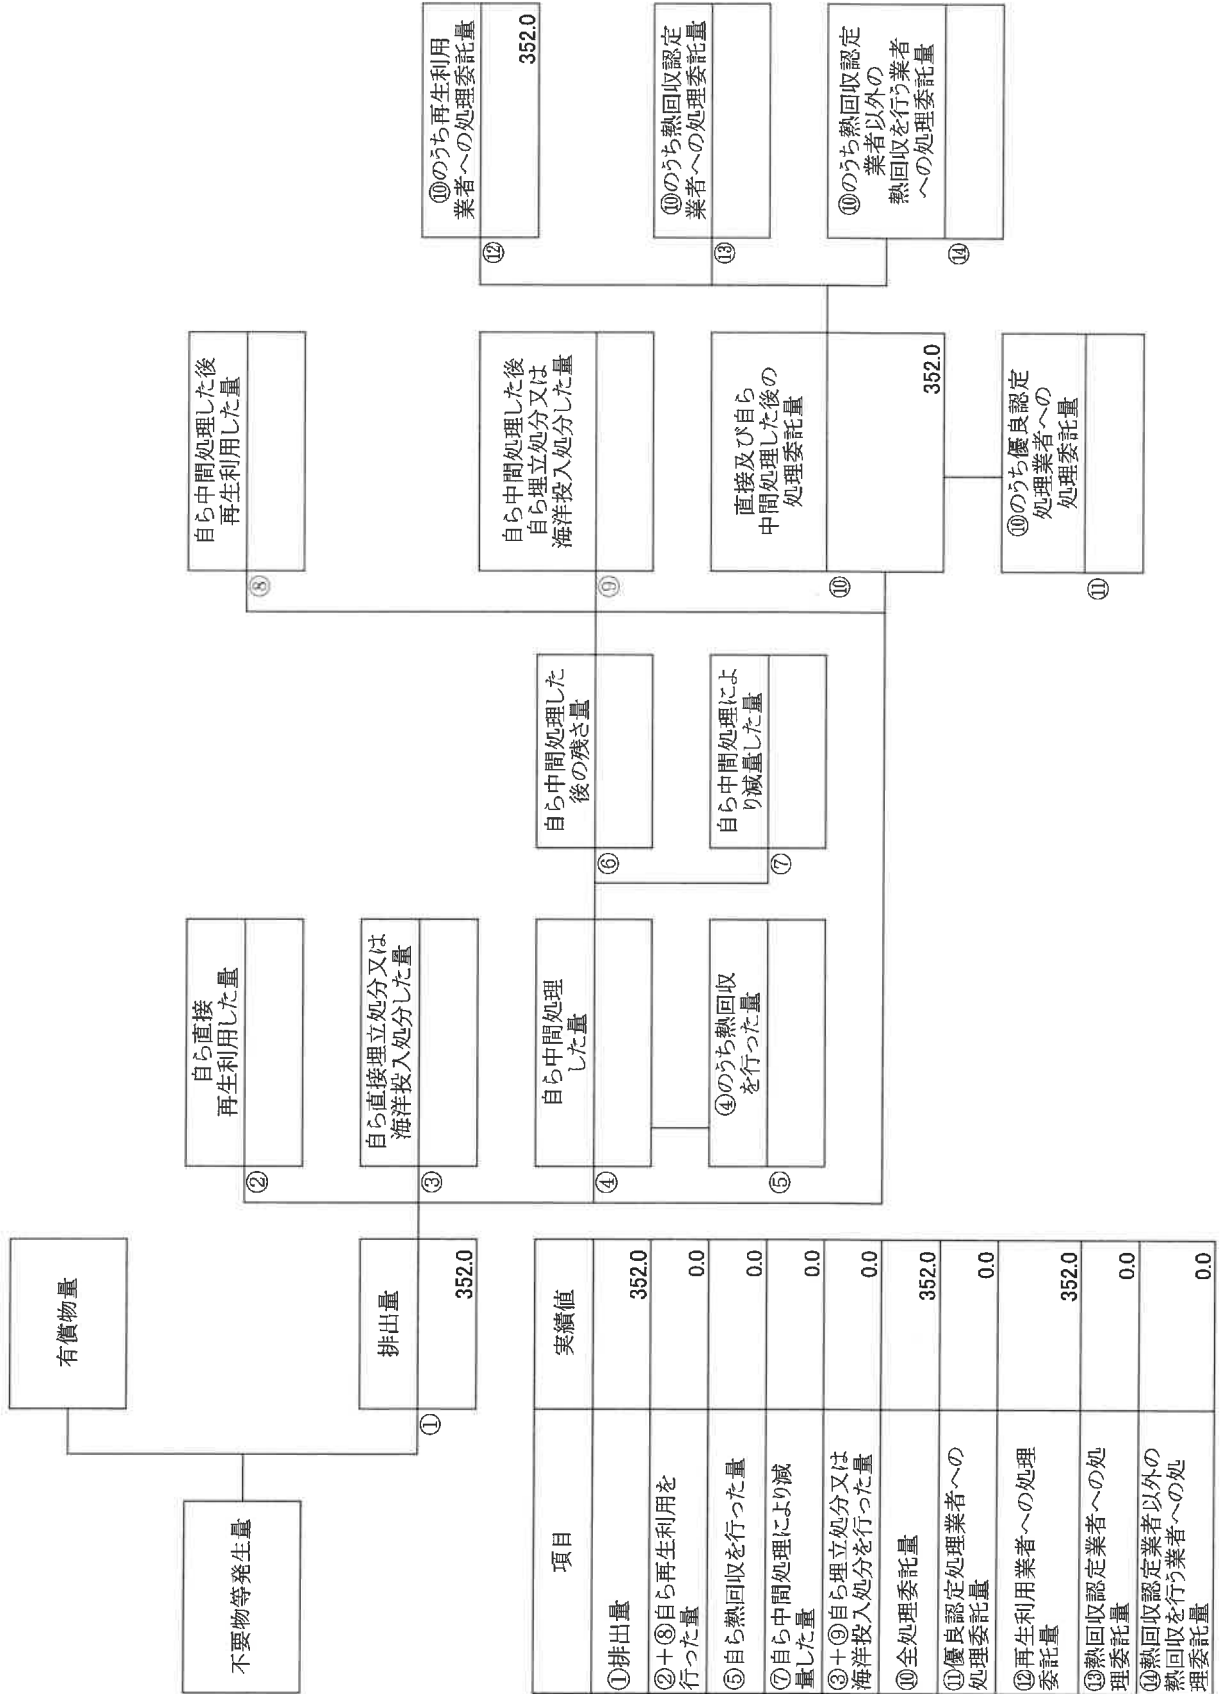 不要物等発生量
有償物量
①
排出量
352.0
②
自ら直接
再生利用した量
③
自ら直接埋立処分又は
海洋投入処分した量
④
自ら中間処理
した量
⑤
④のうち熱回収
を行った量
⑥
自ら中間処理した
後の残さ量
⑦
自ら中間処理によ
り減量した量
⑧
自ら中間処理した後
再生利用した量
⑨
自ら中間処理した後
自ら埋立処分又は
海洋投入処分した量
⑩
直接及び自ら
中間処理した後の
処理委託量
352.0
⑪
⑩のうち優良認定
処理業者への
処理委託量
⑫
⑩のうち再生利用
業者への処理委託量
352.0
⑬
⑩のうち熱回収認定
業者への処理委託量
⑭
⑩のうち熱回収認定
業者以外の
熱回収を行う業者
への処理委託量
項目 実績値
①排出量 352.0
②+⑧自ら再生利用を
行った量 0.0
⑤自ら熱回収を行った量 0.0
⑦自ら中間処理により減
量した量 0.0
③+⑨自ら埋立処分又は
海洋投入処分を行った量 0.0
⑩全処理委託量 352.0
⑪優良認定処理業者への
処理委託量 0.0
⑫再生利用業者への処理
委託量 352.0
⑬熱回収認定業者への処
理委託量 0.0
⑭熱回収認定業者以外の
熱回収を行う業者への処
理委託量 0.0